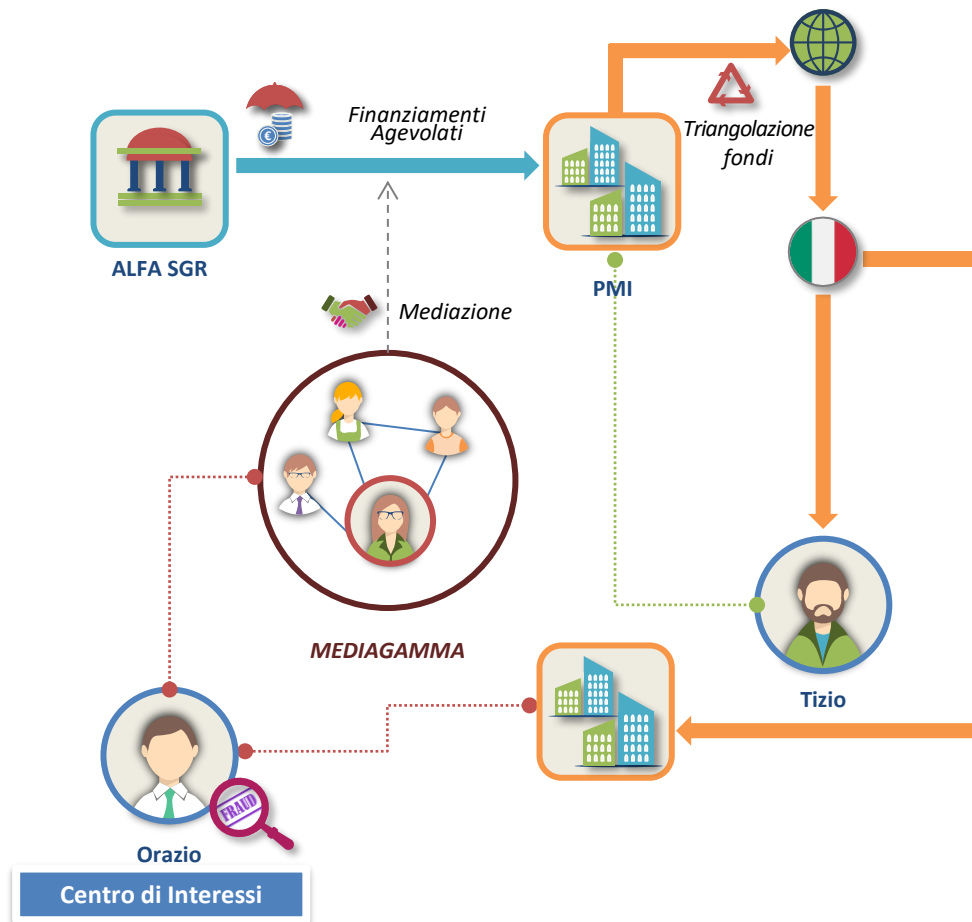 Finanziamenti
Agevolati
Triangolazione
fondi
€
ALFA SGR
PMI
Mediazione
MEDIAGAMMA
Tizio
FRAUD
Orazio
Centro di Interessi